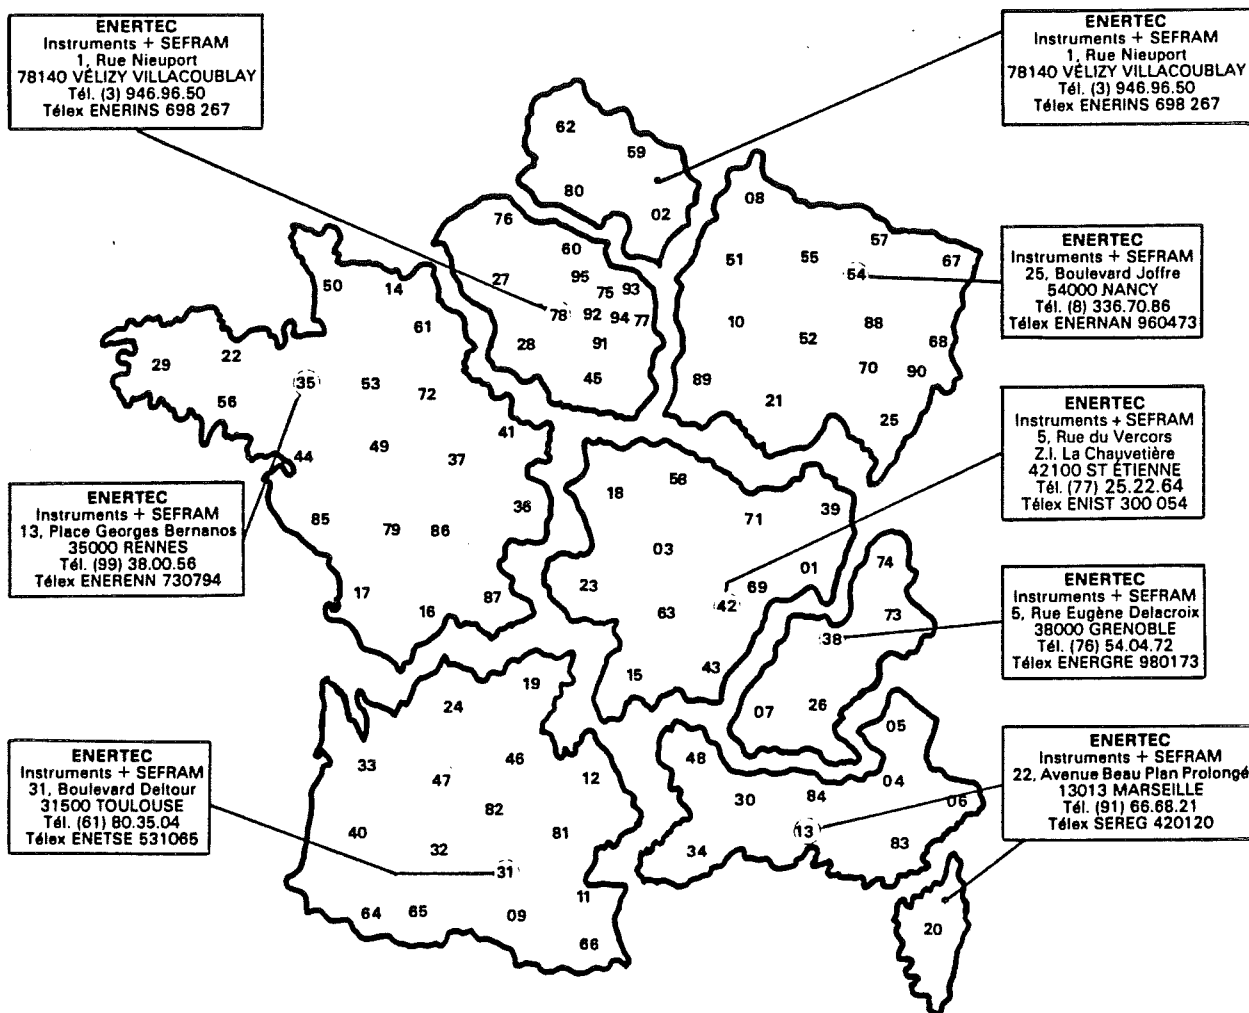 ENERTEC
Instruments + SEFRAM
1, Rue Nieuport
78140 VÉLIZY VILLACOUBLAY
Tél. (3) 946.96.50
Télex ENERINS 698 267
ENERTEC
Instruments + SEFRAM
1, Rue Nieuport
78140 VÉLIZY VILLACOUBLAY
Tél. (3) 946.96.50
Télex ENERINS 698 267
62
59
80
02
76
60
27
95
75
93
78
92
94
77
28
91
45
08
57
55
67
51
54
10
88
52
68
70
90
89
21
25
ENERTEC
Instruments + SEFRAM
25, Boulevard Joffre
54000 NANCY
Tél. (8) 336.70.86
Télex ENERNAN 960473
50
14
61
22
29
35
53
72
56
41
44
49
37
36
85
79
86
17
16
87
ENERTEC
Instruments + SEFRAM
13, Place Georges Bernanos
35000 RENNES
Tél. (99) 38.00.56
Télex ENERENN 730794
ENERTEC
Instruments + SEFRAM
5, Rue du Vercors
Z.I. La Chauvetière
42100 ST ÉTIENNE
Tél. (77) 25.22.64
Télex ENIST 300 054
18
58
71
39
03
23
69
01
42
63
15
43
74
73
38
26
07
ENERTEC
Instruments + SEFRAM
5, Rue Eugène Delacroix
38000 GRENOBLE
Tél. (76) 54.04.72
Télex ENERGRE 980173
ENERTEC
Instruments + SEFRAM
31, Boulevard Deltour
31500 TOULOUSE
Tél. (61) 80.35.04
Télex ENETSE 531065
19
24
33
46
47
12
82
40
81
32
31
11
64
65
09
66
05
48
04
30
84
06
13
34
83
20
ENERTEC
Instruments + SEFRAM
22, Avenue Beau Plan Prolongé
13013 MARSEILLE
Tél. (91) 66.68.21
Télex SEREG 420120